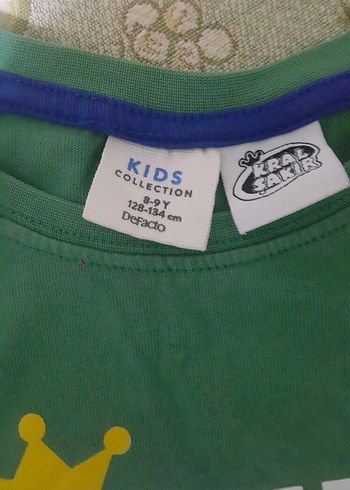 KIDS
COLLECTION
8-9 Y
128-134 cm
DeFacto
KRAL
ŞAKİR